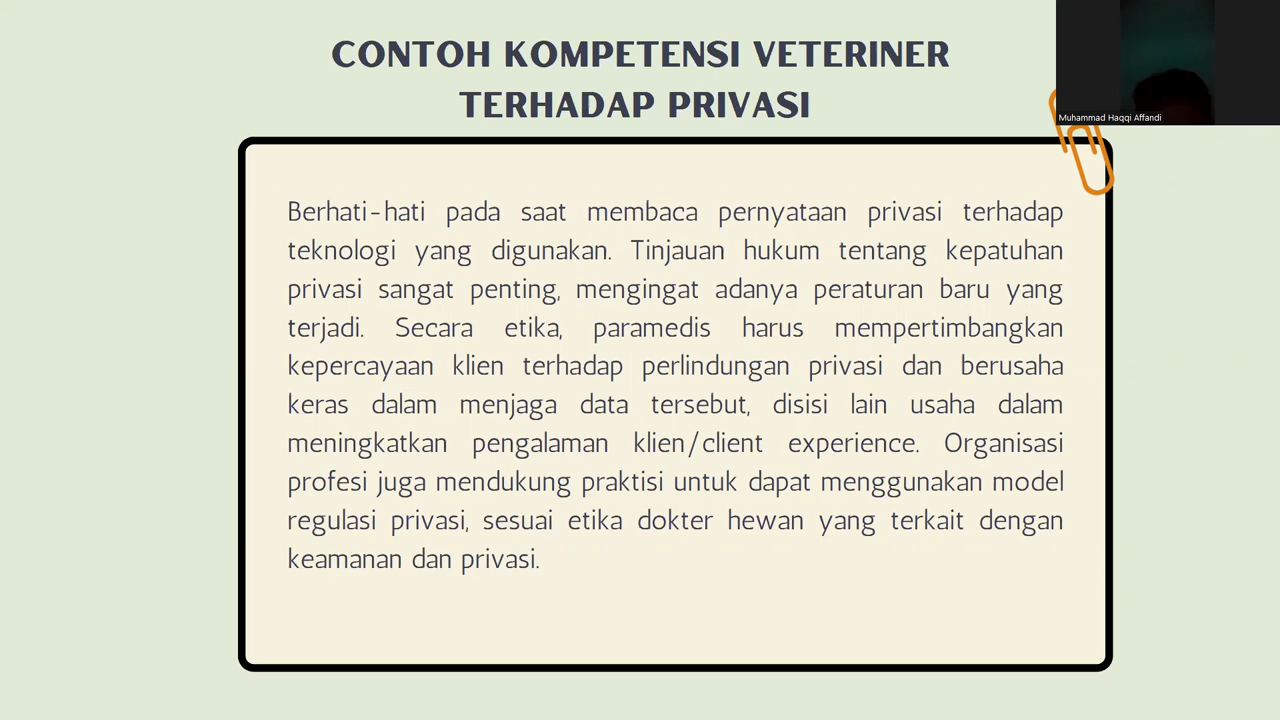 CONTOH KOMPETENSI VETERINER
TERHADAP PRIVASI
Muhammad Haqqi Affandi
Berhati-hati pada saat membaca pernyataan privasi terhadap
teknologi yang digunakan. Tinjauan hukum tentang kepatuhan
privasi sangat penting, mengingat adanya peraturan baru yang
terjadi. Secara etika, paramedis harus mempertimbangkan
kepercayaan klien terhadap perlindungan privasi dan berusaha
keras dalam menjaga data tersebut, disisi lain usaha dalam
meningkatkan pengalaman klien/client experience. Organisasi
profesi juga mendukung praktisi untuk dapat menggunakan model
regulasi privasi, sesuai etika dokter hewan yang terkait dengan
keamanan dan privasi.